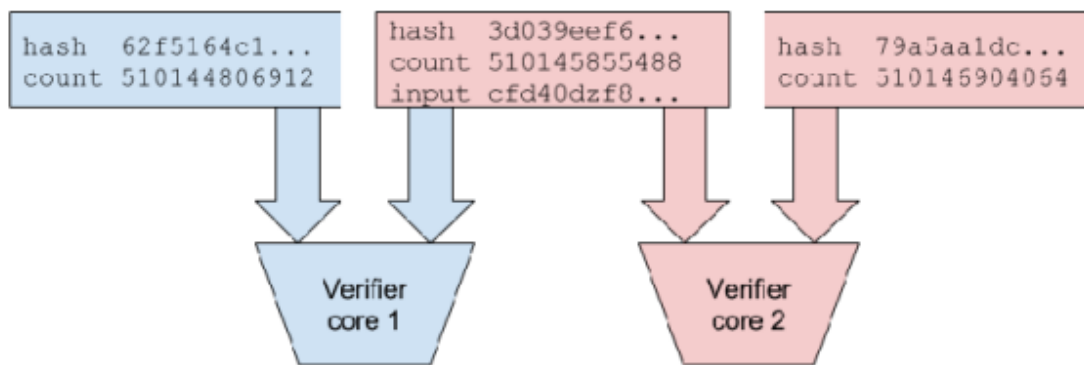 hash 62f5164c1...
count 510144806912
hash 3d039eef6...
count 510145855488
input cfd40dzf8...
hash 79a5aa1dc...
count 510146904064
Verifier
core 1
Verifier
core 2